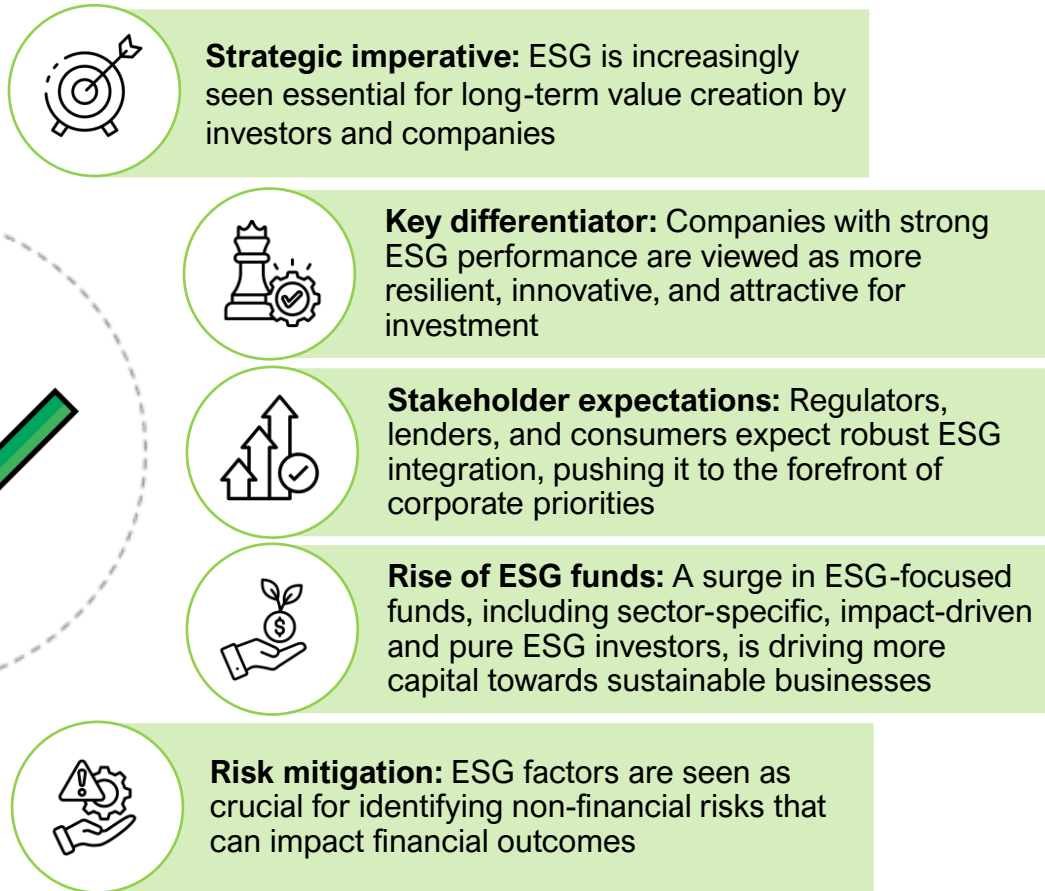 Strategic imperative: ESG is increasingly
seen essential for long-term value creation by
investors and companies
Key differentiator: Companies with strong
ESG performance are viewed as more
resilient, innovative, and attractive for
investment
Stakeholder expectations: Regulators,
lenders, and consumers expect robust ESG
integration, pushing it to the forefront of
corporate priorities
$
Rise of ESG funds: A surge in ESG-focused
funds, including sector-specific, impact-driven
and pure ESG investors, is driving more
capital towards sustainable businesses
Risk mitigation: ESG factors are seen as
crucial for identifying non-financial risks that
can impact financial outcomes